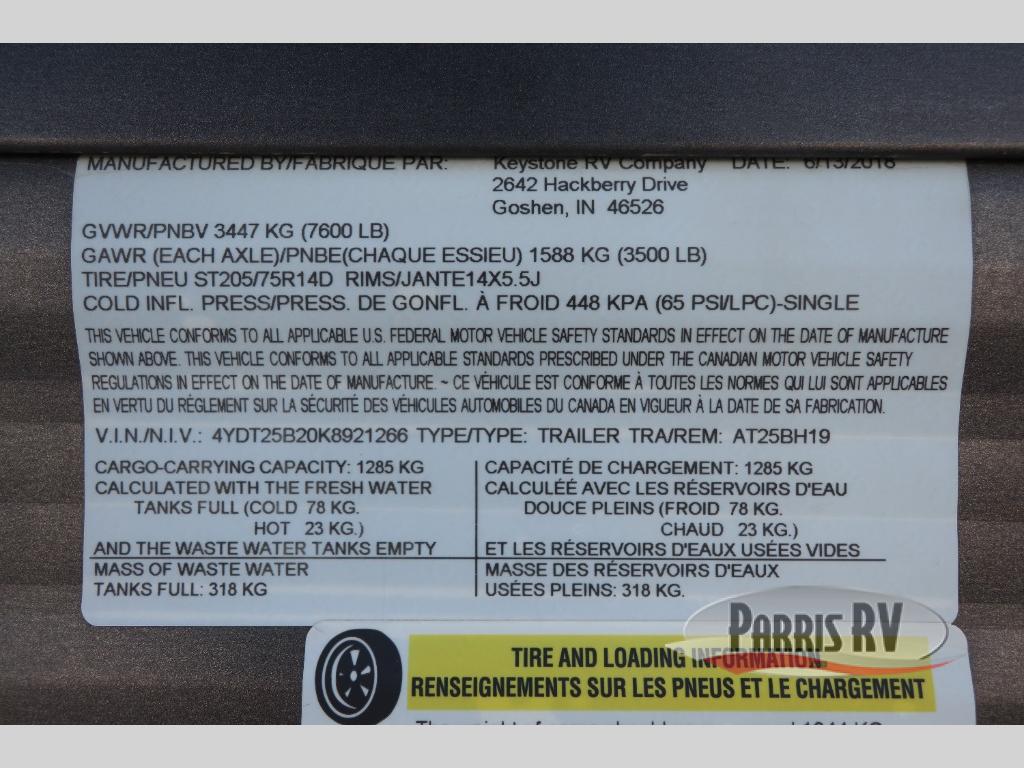 MANUFACTURED BY/FABRIQUE PAR: Keystone RV Company DATE: 6/13/2018
2642 Hackberry Drive
Goshen, IN 46526
GVWR/PNBV 3447 KG (7600 LB)
GAWR (EACH AXLE)/PNBE(CHAQUE ESSIEU) 1588 KG (3500 LB)
TIRE/PNEU ST205/75R14D RIMS/JANTE14X5.5J
COLD INFL. PRESS/PRESS. DE GONFL. À FROID 448 KPA (65 PSI/LPC)-SINGLE
THIS VEHICLE CONFORMS TO ALL APPLICABLE U.S. FEDERAL MOTOR VEHICLE SAFETY STANDARDS IN EFFECT ON THE DATE OF MANUFACTURE
SHOWN ABOVE. THIS VEHICLE CONFORMS TO ALL APPLICABLE STANDARDS PRESCRIBED UNDER THE CANADIAN MOTOR VEHICLE SAFETY
REGULATIONS IN EFFECT ON THE DATE OF MANUFACTURE. ~ CE VÉHICULE EST CONFORME À TOUTES LES NORMES QUI LUI SONT APPLICABLES
EN VERTU DU RÈGLEMENT SUR LA SÉCURITÉ DES VÉHICULES AUTOMOBILES DU CANADA EN VIGUEUR À LA DATE DE SA FABRICATION.
V.I.N./N.I.V.: 4YDT25B20K8921266 TYPE/TYPE: TRAILER TRA/REM: AT25BH19
CARGO-CARRYING CAPACITY: 1285 KG
CALCULATED WITH THE FRESH WATER
TANKS FULL (COLD 78 KG.
HOT 23 KG.)
AND THE WASTE WATER TANKS EMPTY
MASS OF WASTE WATER
TANKS FULL: 318 KG
CAPACITÉ DE CHARGEMENT: 1285 KG
CALCULÉE AVEC LES RÉSERVOIRS D'EAU
DOUCE PLEINS (FROID 78 KG.
CHAUD 23 KG.)
ET LES RÉSERVOIRS D'EAUX USÉES VIDES
MASSE DES RÉSERVOIRS D'EAUX
USÉES PLEINS: 318 KG.
PARRIS RV
TIRE AND LOADING INFORMATION
RENSEIGNEMENTS SUR LES PNEUS ET LE CHARGEMENT